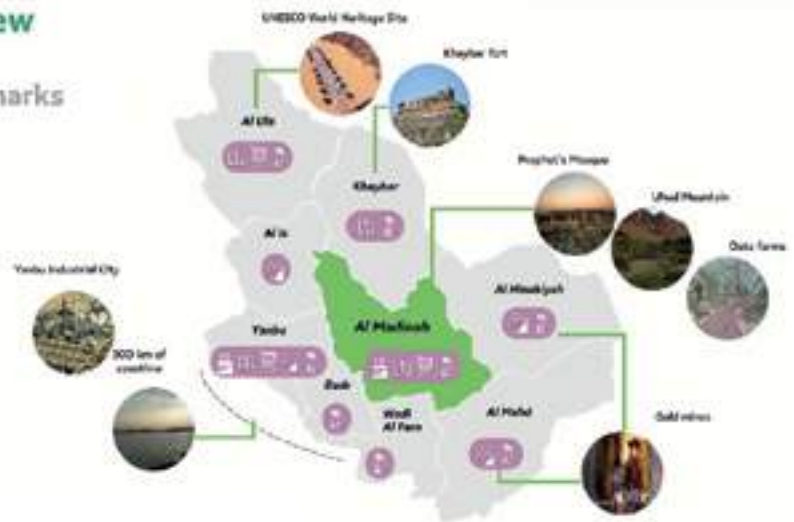 ew
marks
UNESCO World Heritage Site
Khaybar Fort
Al Ula
Khaybar
Prophet's Mosque
Uhud Mountain
Date farms
Al Is
Yanbu Industrial City
Al Hinakiyah
Yanbu
Al Madinah
300 km of
coastline
Badr
Wadi
Al Fara
Al Mahd
Gold mines